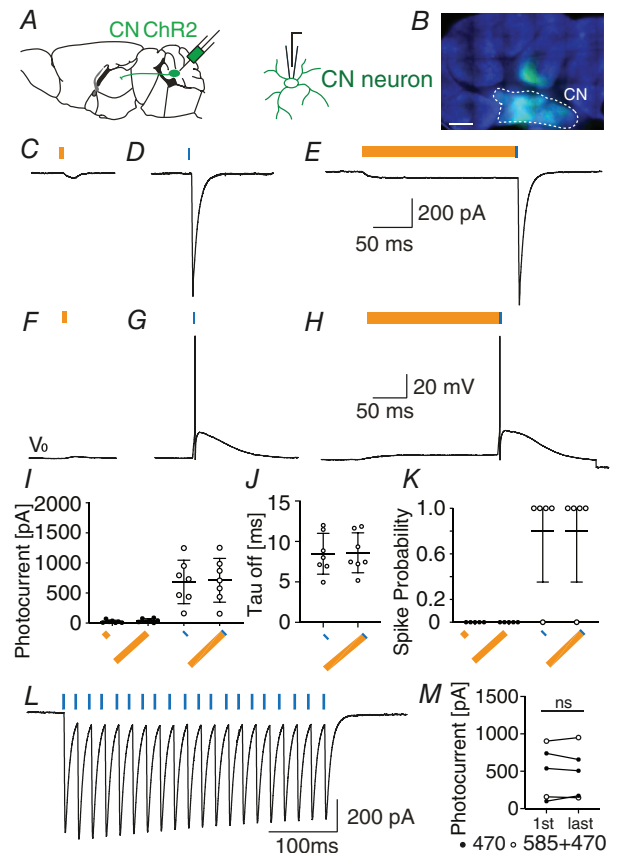 A
CN ChR2
CN neuron
B
CN
C
D
E
200 pA
50 ms
F
G
H
20 mV
50 ms
V₀
I
Photocurrent [pA]
2000
1500
1000
500
0
J
Tau off [ms]
15
10
5
0
K
Spike Probability
1.0
0.6
0
L
200 pA
100ms
M
Photocurrent [pA]
1500
1000
500
0
ns
1st last
• 470 ○ 585+470